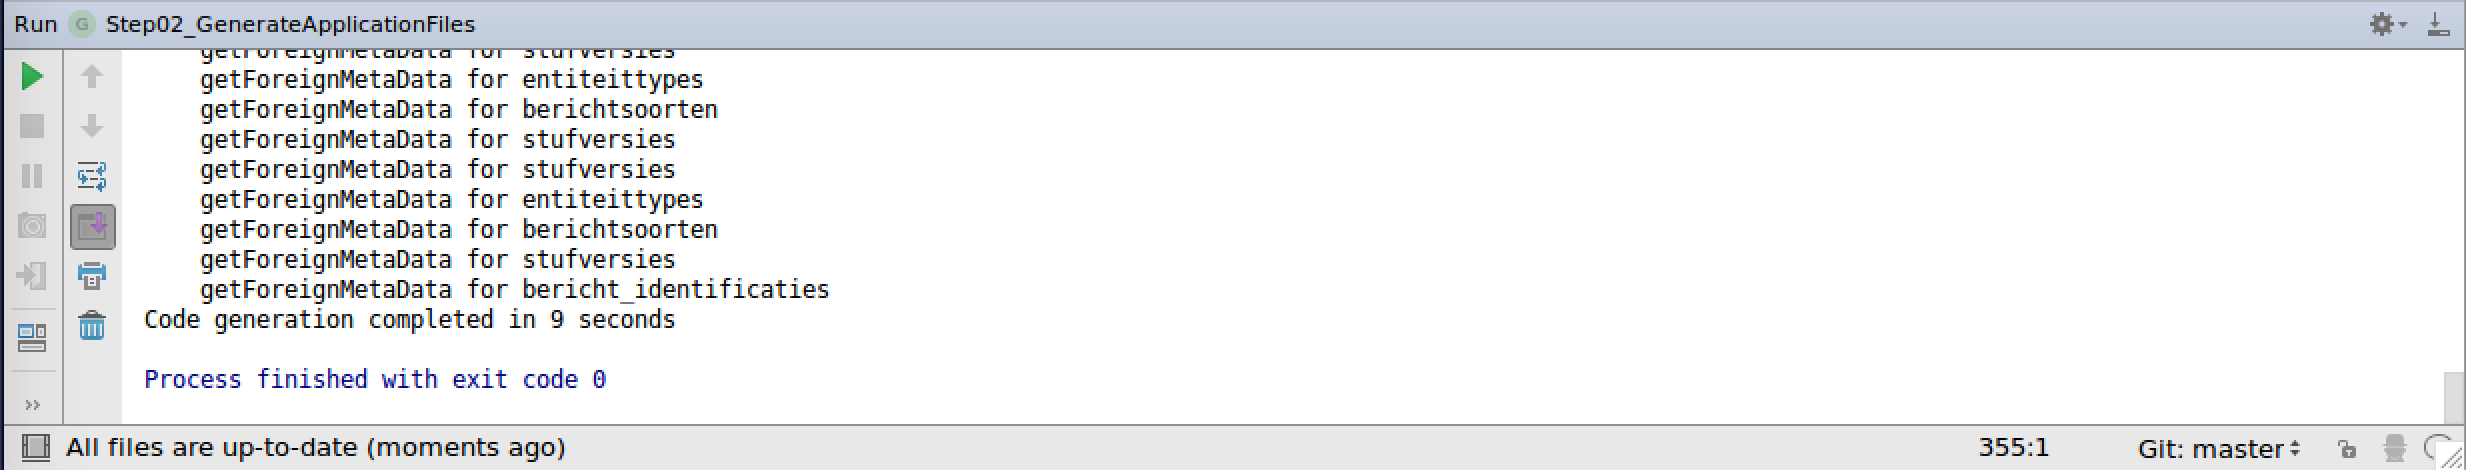 Run G Step02_GenerateApplicationFiles
getForeignMetaData for stufversies
getForeignMetaData for entiteittypes
getForeignMetaData for berichtsoorten
getForeignMetaData for stufversies
getForeignMetaData for stufversies
getForeignMetaData for entiteittypes
getForeignMetaData for berichtsoorten
getForeignMetaData for stufversies
getForeignMetaData for bericht_identificaties
Code generation completed in 9 seconds
Process finished with exit code 0
»
All files are up-to-date (moments ago) 355:1 Git: master